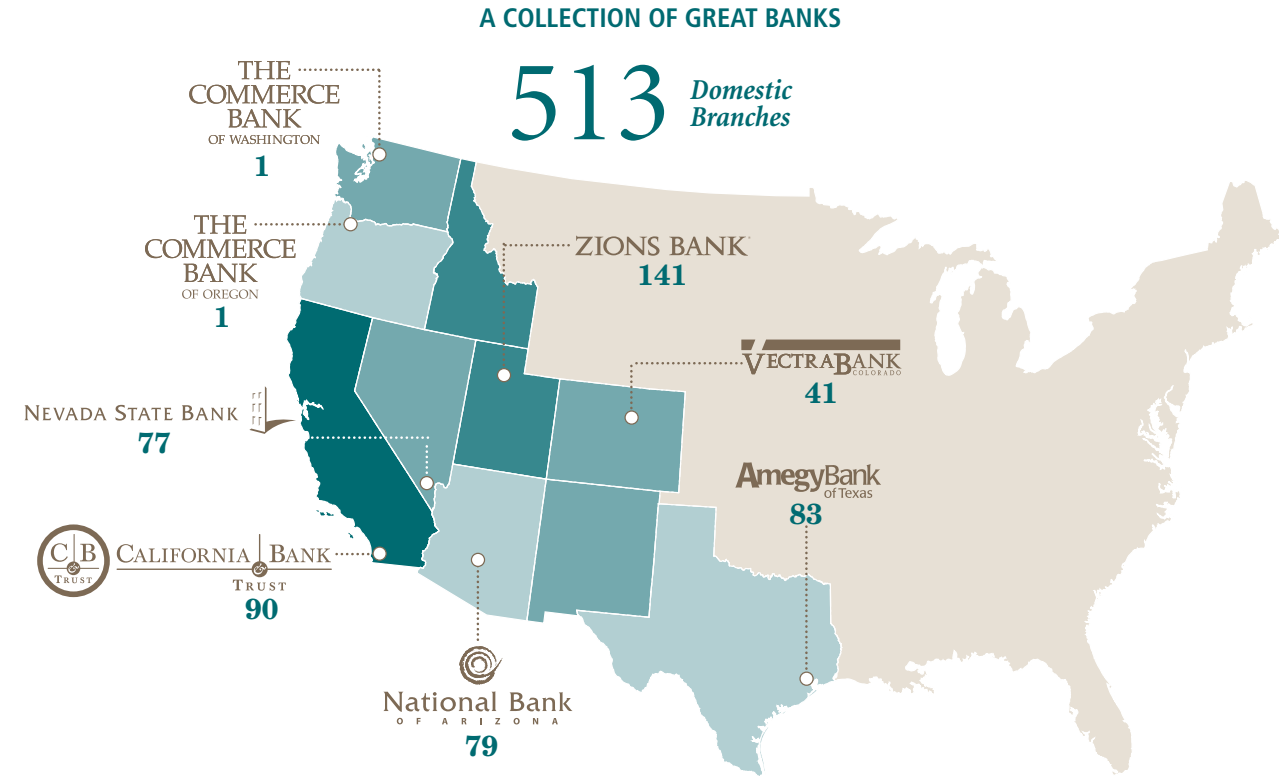 A COLLECTION OF GREAT BANKS
513
Domestic
Branches
THE
COMMERCE
BANK
OF WASHINGTON
1
THE
COMMERCE
BANK
OF OREGON
1
ZIONS BANK
141
VECTRABANK
COLORADO
41
NEVADA STATE BANK
77
AmegyBank
of Texas
83
C B
&
TRUST
CALIFORNIA BANK
&
TRUST
90
National Bank
OF ARIZONA
79